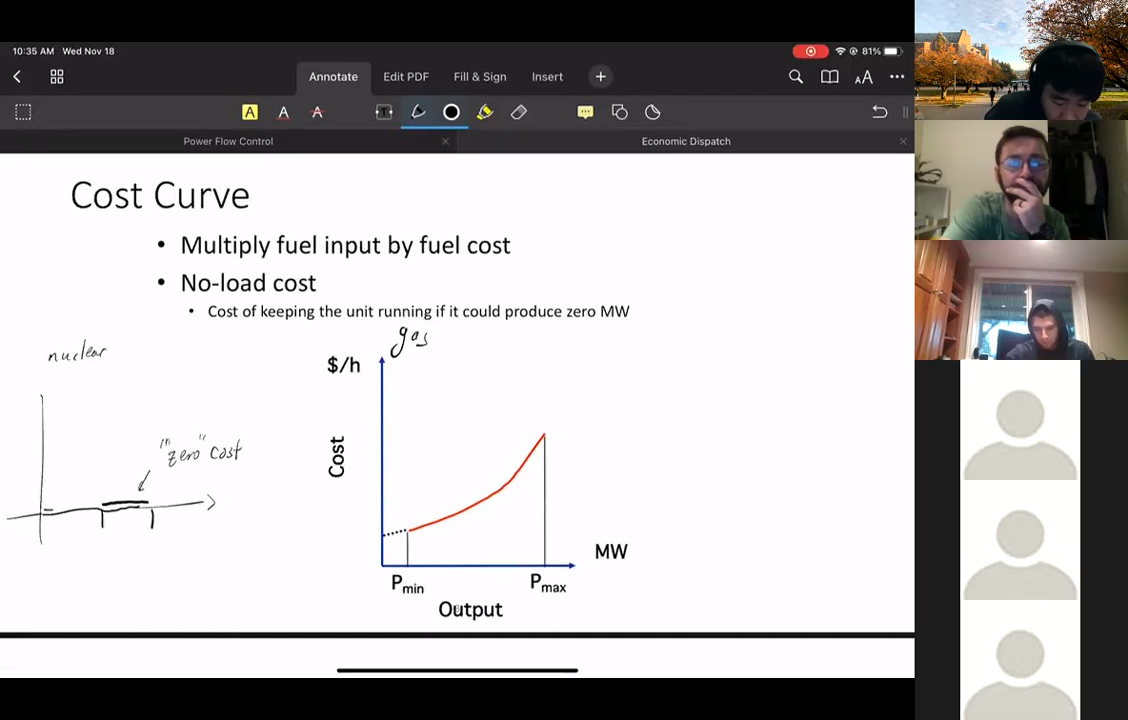 10:35 AM Wed Nov 18
81%
Annotate Edit PDF Fill & Sign Insert
AA
A A A T
Power Flow Control Economic Dispatch
Cost Curve
• Multiply fuel input by fuel cost
• No-load cost
• Cost of keeping the unit running if it could produce zero MW
nuclear
gas
$/h
Cost
"zero" cost
MW
Pmin
Pmax
Output